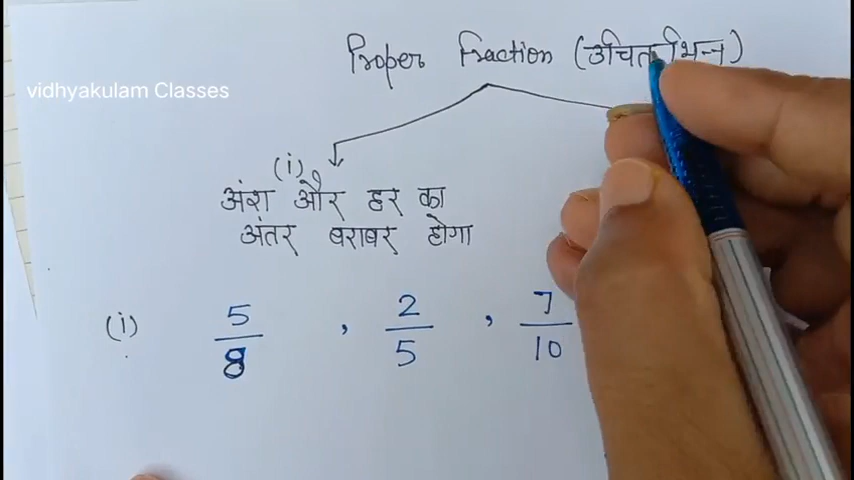 Proper Fraction (उचित भिन्न)
vidhyakulam Classes
(i)
अंश और हर का
अंतर बराबर होगा
(i) 5/8 , 2/5 , 7/10